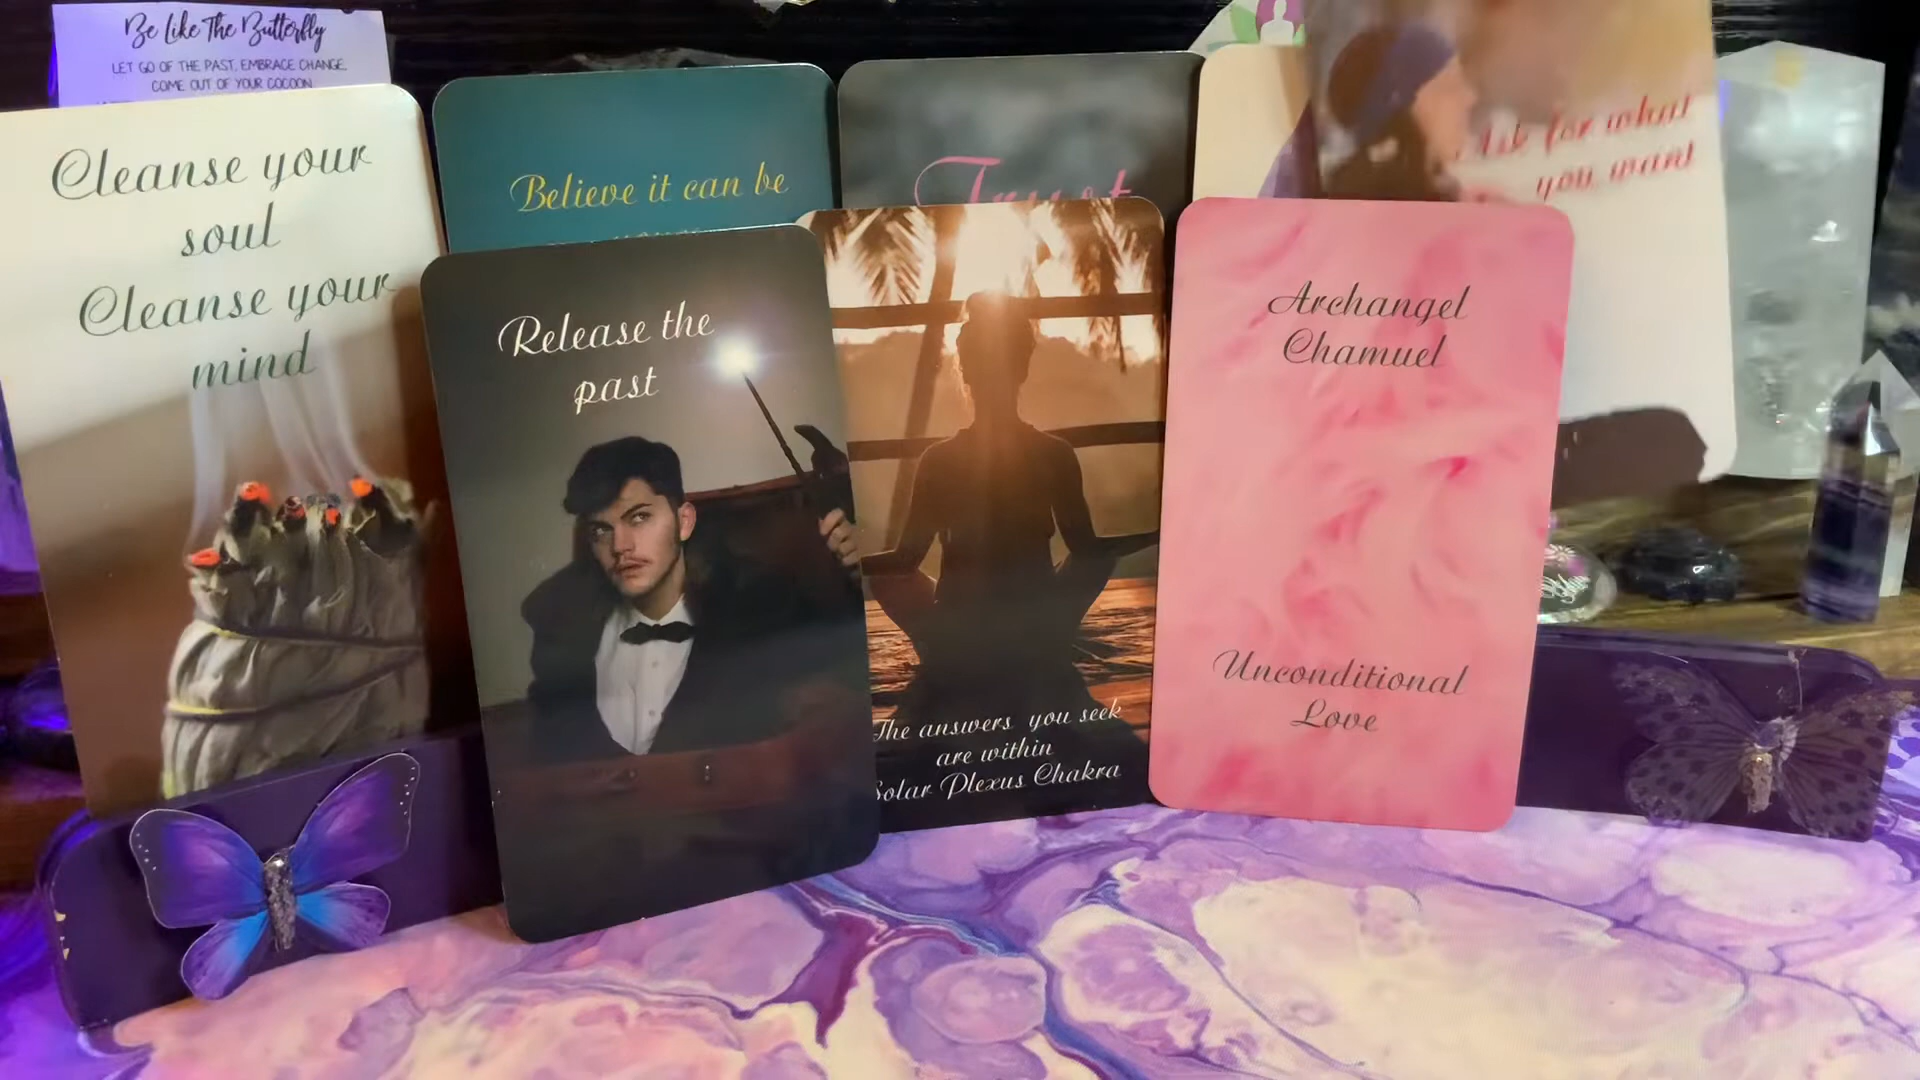 Be Like The Butterfly
LET GO OF THE PAST, EMBRACE CHANGE,
COME OUT OF YOUR COCOON,
Cleanse your
soul
Cleanse your
mind
Believe it can be
Trust
Ask for what
you want
Release the
past
The answers you seek
are within
Solar Plexus Chakra
Archangel
Chamuel
Unconditional
Love